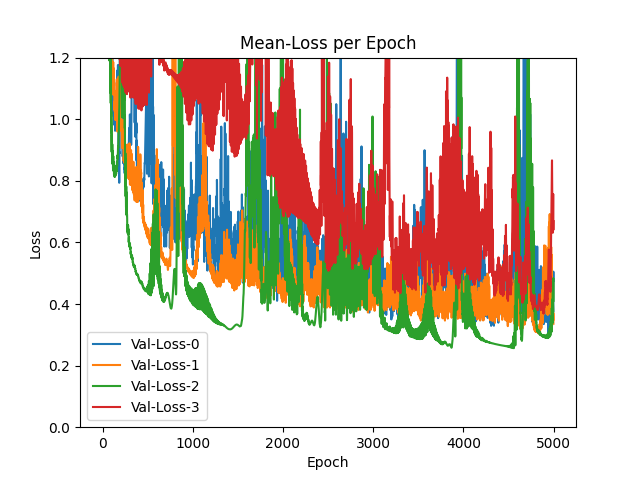 Mean-Loss per Epoch
1.2
1.0
0.8
0.6
0.4
0.2
0.0
Loss
Val-Loss-0
Val-Loss-1
Val-Loss-2
Val-Loss-3
0 1000 2000 3000 4000 5000
Epoch